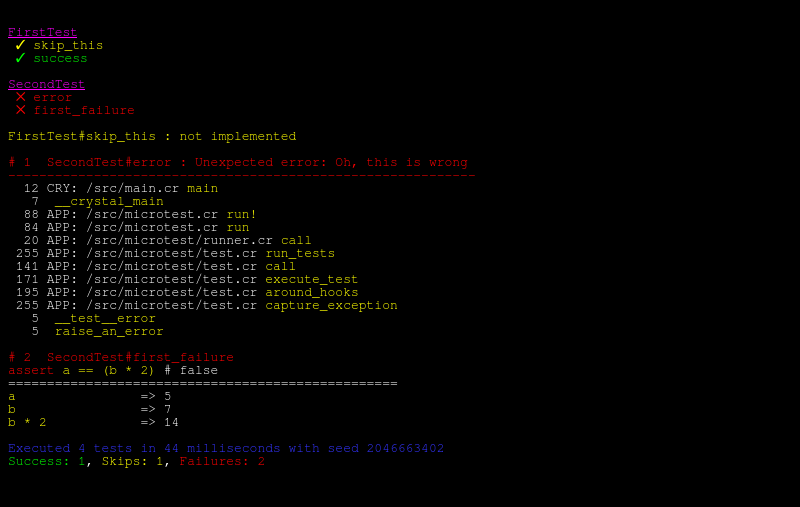 FirstTest
✓ skip_this
✓ success
SecondTest
✕ error
✕ first_failure
FirstTest#skip_this : not implemented
# 1  SecondTest#error : Unexpected error: Oh, this is wrong
------------------------------------------------------------
12 CRY: /src/main.cr main
7  __crystal_main
88 APP: /src/microtest.cr run!
84 APP: /src/microtest.cr run
20 APP: /src/microtest/runner.cr call
255 APP: /src/microtest/test.cr run_tests
141 APP: /src/microtest/test.cr call
171 APP: /src/microtest/test.cr execute_test
195 APP: /src/microtest/test.cr around_hooks
255 APP: /src/microtest/test.cr capture_exception
5  __test__error
5  raise_an_error
# 2  SecondTest#first_failure
assert a == (b * 2) # false
==================================================
a => 5
b => 7
b * 2 => 14
Executed 4 tests in 44 milliseconds with seed 2046663402
Success: 1, Skips: 1, Failures: 2